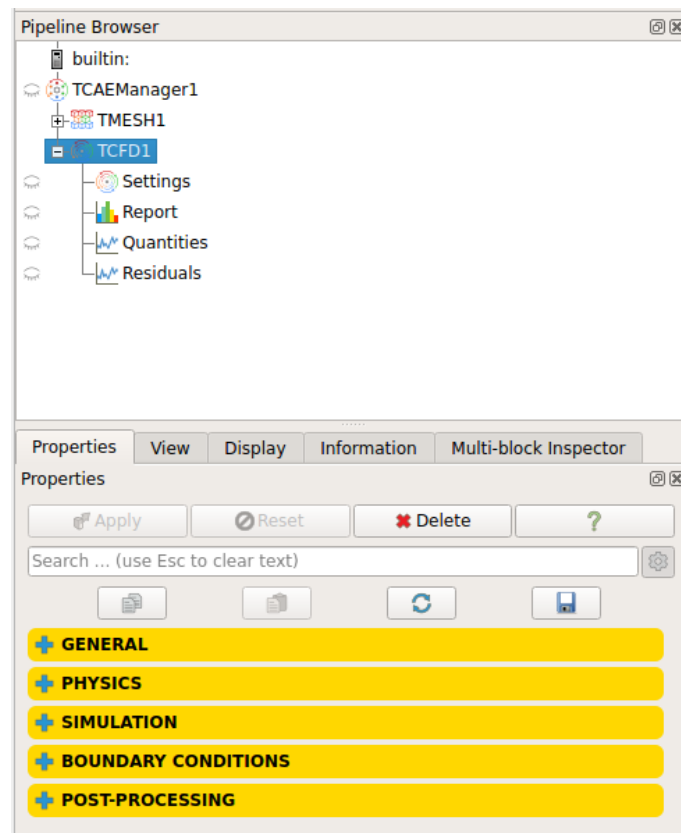 Pipeline Browser
builtin:
TCAEManager1
TMESH1
TCFD1
Settings
Report
Quantities
Residuals
Properties View Display Information Multi-block Inspector
Properties
Apply Reset Delete ?
Search ... (use Esc to clear text)
GENERAL
PHYSICS
SIMULATION
BOUNDARY CONDITIONS
POST-PROCESSING